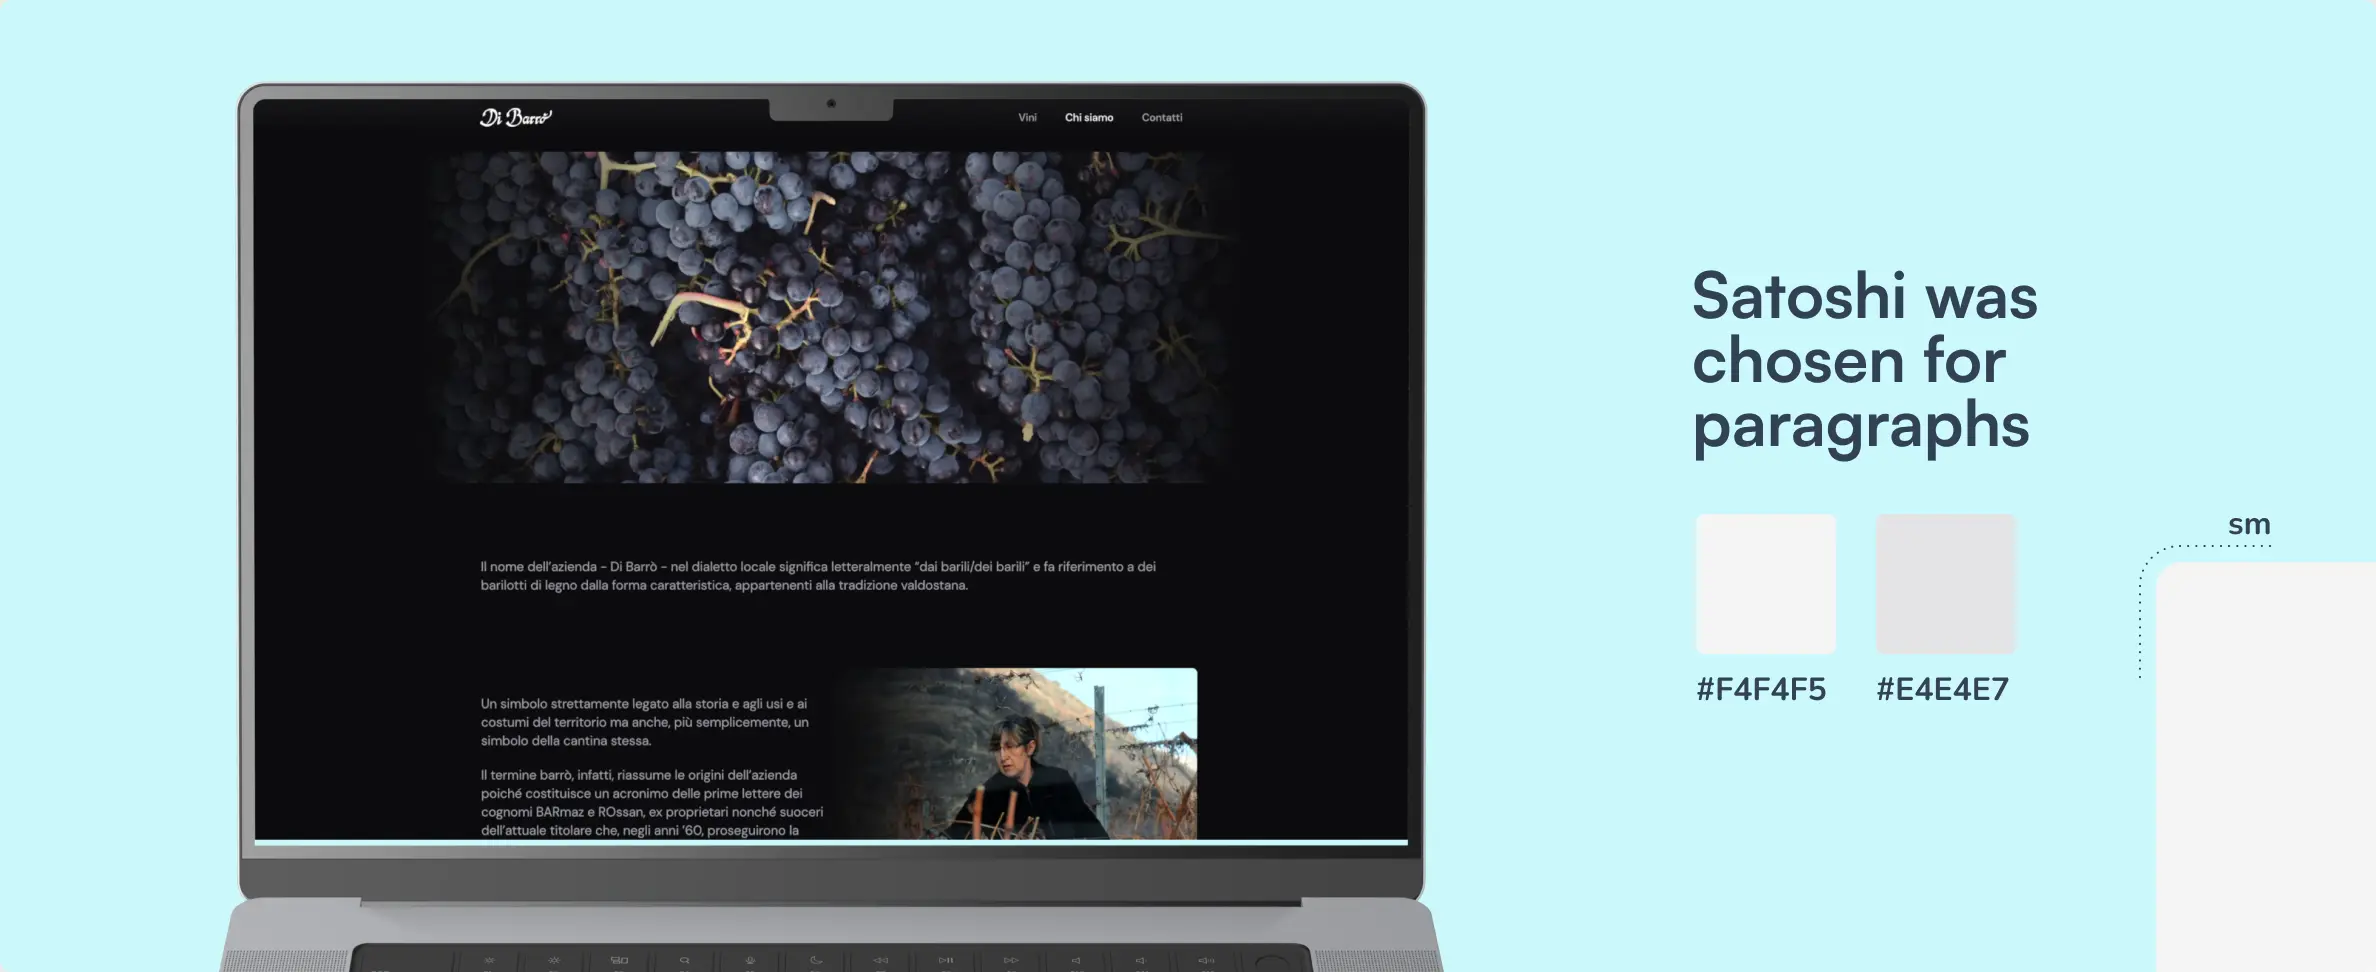 Di Barrò
Vini
Chi siamo
Contatti
Il nome dell'azienda – Di Barrò – nel dialetto locale significa letteralmente “dai barili/dei barili” e fa riferimento a dei
barilotti di legno dalla forma caratteristica, appartenenti alla tradizione valdostana.
Un simbolo strettamente legato alla storia e agli usi e ai
costumi del territorio ma anche, più semplicemente, un
simbolo della cantina stessa.
Il termine barrò, infatti, riassume le origini dell'azienda
poiché costituisce un acronimo delle prime lettere dei
cognomi BARmaz e ROssan, ex proprietari nonché suoceri
dell'attuale titolare che, negli anni '60, proseguirono la
Satoshi was
chosen for
paragraphs
#F4F4F5
#E4E4E7
sm